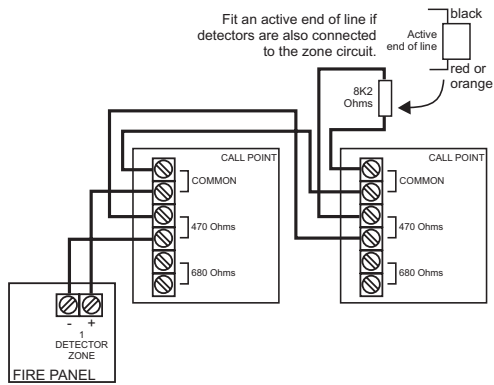 Fit an active end of line if
detectors are also connected
to the zone circuit.
black
Active
end of line
red or
orange
8K2
Ohms
CALL POINT
COMMON
470 Ohms
680 Ohms
CALL POINT
COMMON
470 Ohms
680 Ohms
- +
1
DETECTOR
ZONE
FIRE PANEL